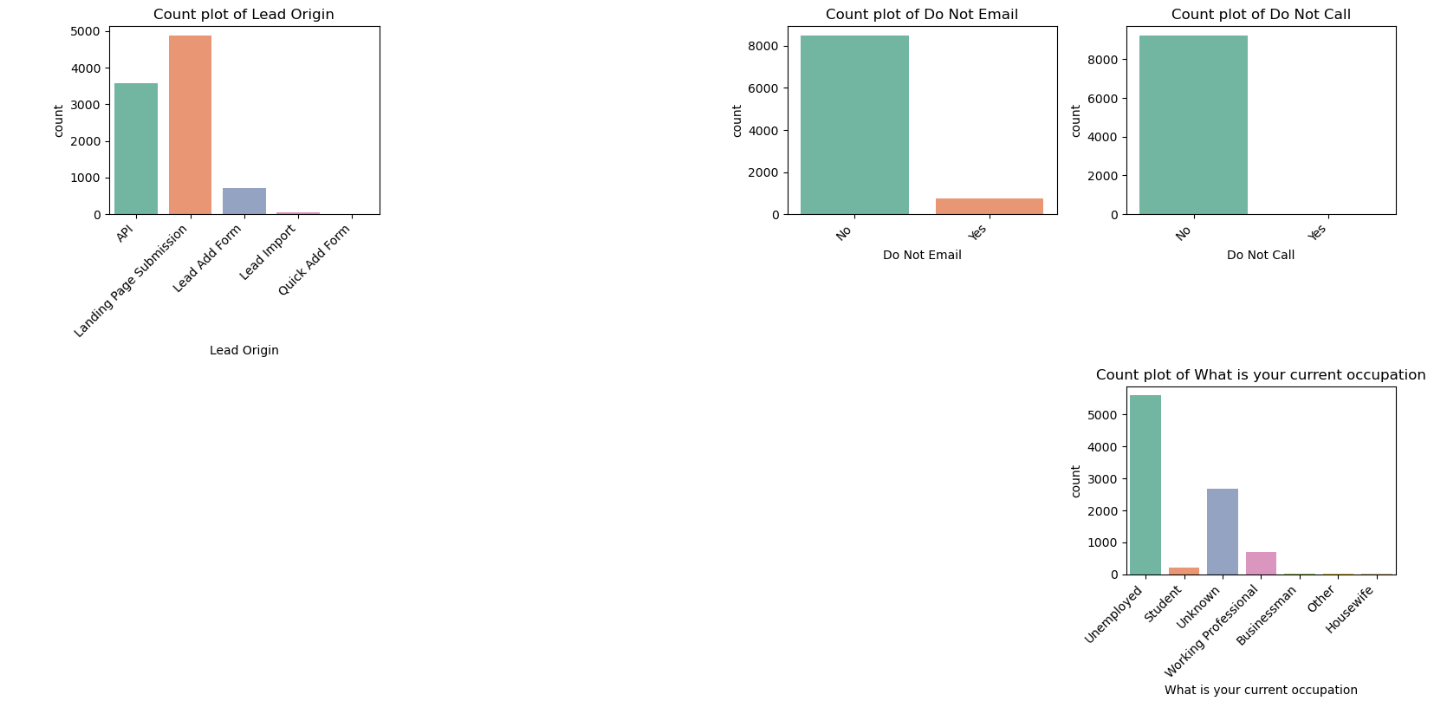 Count plot of Lead Origin
5000
4000
3000
2000
1000
0
count
API
Landing Page Submission
Lead Add Form
Lead Import
Quick Add Form
Lead Origin
Count plot of Do Not Email
8000
6000
4000
2000
0
count
No
Yes
Do Not Email
Count plot of Do Not Call
8000
6000
4000
2000
0
count
No
Yes
Do Not Call
Count plot of What is your current occupation
5000
4000
3000
2000
1000
0
count
Unemployed
Student
Unknown
Working Professional
Businessman
Other
Housewife
What is your current occupation